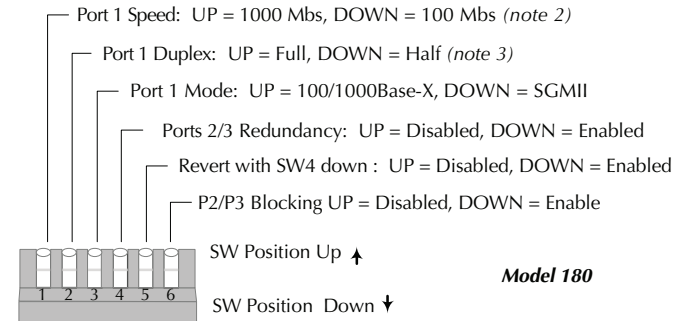 Port 1 Speed: UP = 1000 Mbs, DOWN = 100 Mbs (note 2)
Port 1 Duplex: UP = Full, DOWN = Half (note 3)
Port 1 Mode: UP = 100/1000Base-X, DOWN = SGMII
Ports 2/3 Redundancy: UP = Disabled, DOWN = Enabled
Revert with SW4 down : UP = Disabled, DOWN = Enabled
P2/P3 Blocking UP = Disabled, DOWN = Enable
SW Position Up
Model 180
1 2 3 4 5 6
SW Position Down